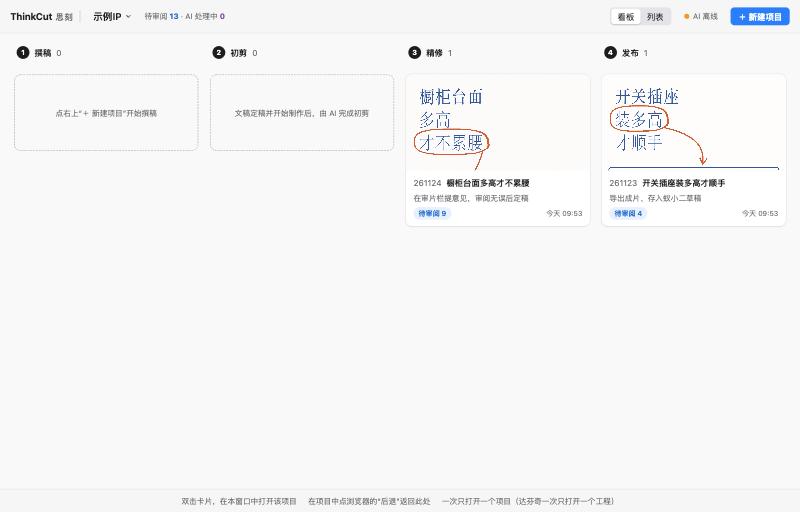 ThinkCut 思刻 示例IP 待审阅 13 · AI 处理中 0 看板 列表 AI 离线 + 新建项目
1 撰稿 0
点右上“+ 新建项目”开始撰稿
2 初剪 0
文稿定稿并开始制作后，由 AI 完成初剪
3 精修 1
橱柜台面
多高
才不累腰
261124 橱柜台面多高才不累腰
在审片栏提意见，审阅无误后定稿
待审阅 9 今天 09:53
4 发布 1
开关插座
装多高
才顺手
261123 开关插座装多高才顺手
导出成片，存入蚁小二草稿
待审阅 4 今天 09:53
双击卡片，在本窗口中打开该项目 在项目中点浏览器的“后退”返回此处 一次只打开一个项目（达芬奇一次只打开一个工程）